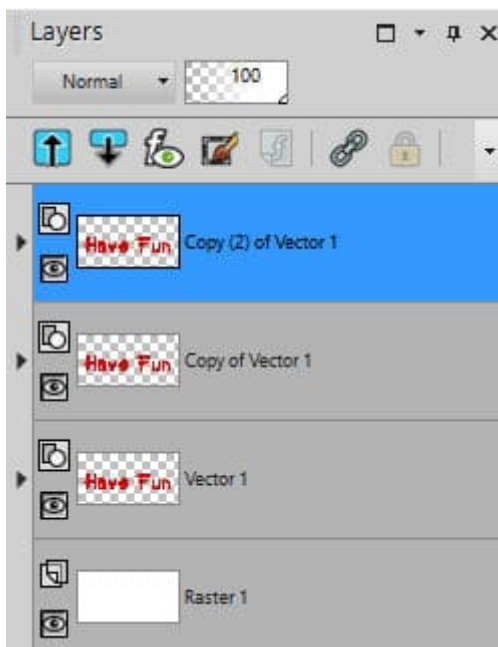 Layers
Normal
100
Have Fun
Copy (2) of Vector 1
Have Fun
Copy of Vector 1
Have Fun
Vector 1
Raster 1